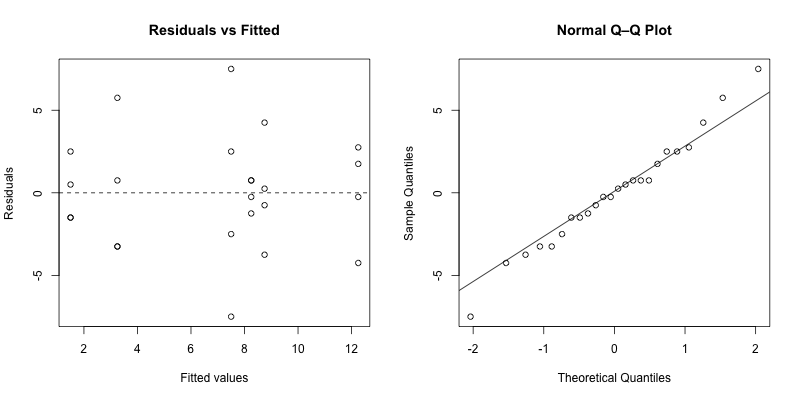 Residuals vs Fitted
5
0
-5
Residuals
2 4 6 8 10 12
Fitted values
Normal Q–Q Plot
5
0
-5
Sample Quantiles
-2 -1 0 1 2
Theoretical Quantiles